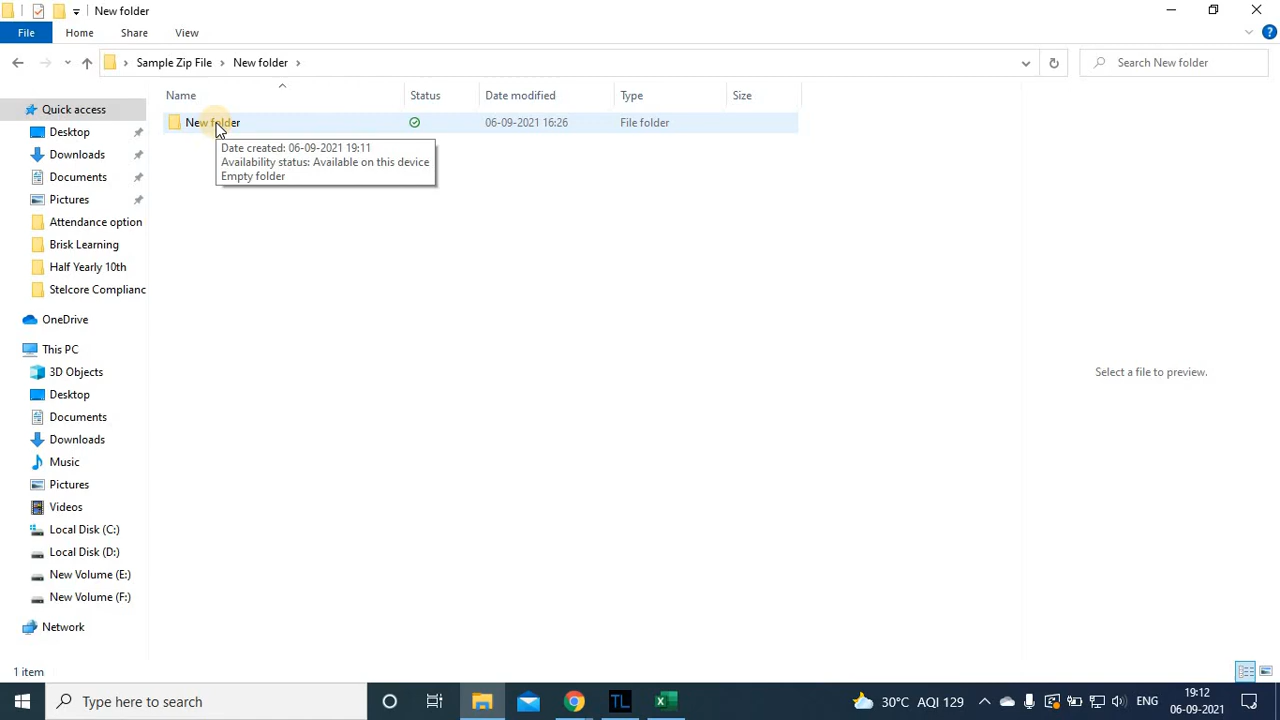 New folder
File Home Share View
Sample Zip File New folder
Search New folder
Name Status Date modified Type Size
New folder 06-09-2021 16:26 File folder
Date created: 06-09-2021 19:11
Availability status: Available on this device
Empty folder
Quick access
Desktop
Downloads
Documents
Pictures
Attendance option
Brisk Learning
Half Yearly 10th
Stelcore Complianc
OneDrive
This PC
3D Objects
Desktop
Documents
Downloads
Music
Pictures
Videos
Local Disk (C:)
Local Disk (D:)
New Volume (E:)
New Volume (F:)
Network
Select a file to preview.
1 item
Type here to search
TL
30°C AQI 129
ENG
19:12
06-09-2021